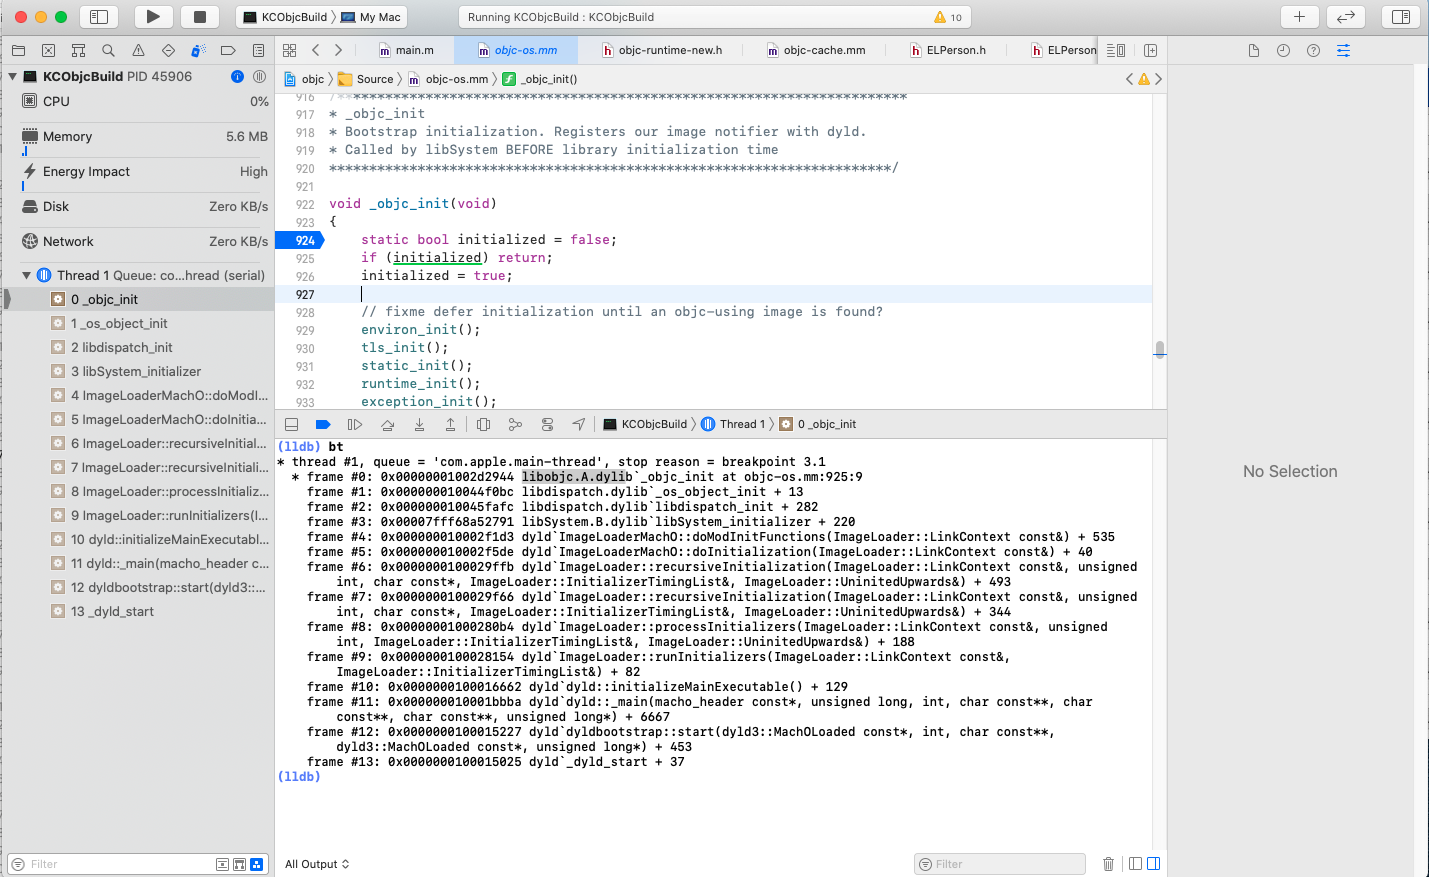 KCObjcBuild
My Mac
Running KCObjcBuild : KCObjcBuild
10
main.m
objc-os.mm
objc-runtime-new.h
objc-cache.mm
ELPerson.h
ELPerson
KCObjcBuild PID 45906
CPU
0%
Memory
5.6 MB
Energy Impact
High
Disk
Zero KB/s
Network
Zero KB/s
Thread 1 Queue: co...hread (serial)
0 _objc_init
1 _os_object_init
2 libdispatch_init
3 libSystem_initializer
4 ImageLoaderMachO::doModI...
5 ImageLoaderMachO::doInitia...
6 ImageLoader::recursiveInitial...
7 ImageLoader::recursiveInitiali...
8 ImageLoader::processInitializ...
9 ImageLoader::runInitializers(I...
10 dyld::initializeMainExecutabl...
11 dyld::_main(macho_header c...
12 dyldbootstrap::start(dyld3::...
13 _dyld_start
Filter
objc
Source
objc-os.mm
_objc_init()
916 /***********************************************************************
917 * _objc_init
918 * Bootstrap initialization. Registers our image notifier with dyld.
919 * Called by libSystem BEFORE library initialization time
920 **********************************************************************/
921
922 void _objc_init(void)
923 {
924 static bool initialized = false;
925 if (initialized) return;
926 initialized = true;
927
928 // fixme defer initialization until an objc-using image is found?
929 environ_init();
930 tls_init();
931 static_init();
932 runtime_init();
933 exception_init();
KCObjcBuild
Thread 1
0 _objc_init
(lldb) bt
* thread #1, queue = 'com.apple.main-thread', stop reason = breakpoint 3.1
* frame #0: 0x00000001002d2944 libobjc.A.dylib`_objc_init at objc-os.mm:925:9
frame #1: 0x000000010044f0bc libdispatch.dylib`_os_object_init + 13
frame #2: 0x000000010045fafc libdispatch.dylib`libdispatch_init + 282
frame #3: 0x00007fff68a52791 libSystem.B.dylib`libSystem_initializer + 220
frame #4: 0x000000010002f1d3 dyld`ImageLoaderMachO::doModInitFunctions(ImageLoader::LinkContext const&) + 535
frame #5: 0x000000010002f5de dyld`ImageLoaderMachO::doInitialization(ImageLoader::LinkContext const&) + 40
frame #6: 0x0000000100029ffb dyld`ImageLoader::recursiveInitialization(ImageLoader::LinkContext const&, unsigned
int, char const*, ImageLoader::InitializerTimingList&, ImageLoader::UninitedUpwards&) + 493
frame #7: 0x0000000100029f66 dyld`ImageLoader::recursiveInitialization(ImageLoader::LinkContext const&, unsigned
int, char const*, ImageLoader::InitializerTimingList&, ImageLoader::UninitedUpwards&) + 344
frame #8: 0x00000001000280b4 dyld`ImageLoader::processInitializers(ImageLoader::LinkContext const&, unsigned
int, ImageLoader::InitializerTimingList&, ImageLoader::UninitedUpwards&) + 188
frame #9: 0x0000000100028154 dyld`ImageLoader::runInitializers(ImageLoader::LinkContext const&,
ImageLoader::InitializerTimingList&) + 82
frame #10: 0x0000000100016662 dyld`dyld::initializeMainExecutable() + 129
frame #11: 0x000000010001bbba dyld`dyld::_main(macho_header const*, unsigned long, int, char const**, char
const**, char const**, unsigned long*) + 6667
frame #12: 0x0000000100015227 dyld`dyldbootstrap::start(dyld3::MachOLoaded const*, int, char const**,
dyld3::MachOLoaded const*, unsigned long*) + 453
frame #13: 0x0000000100015025 dyld`_dyld_start + 37
(lldb)
All Output
Filter
No Selection